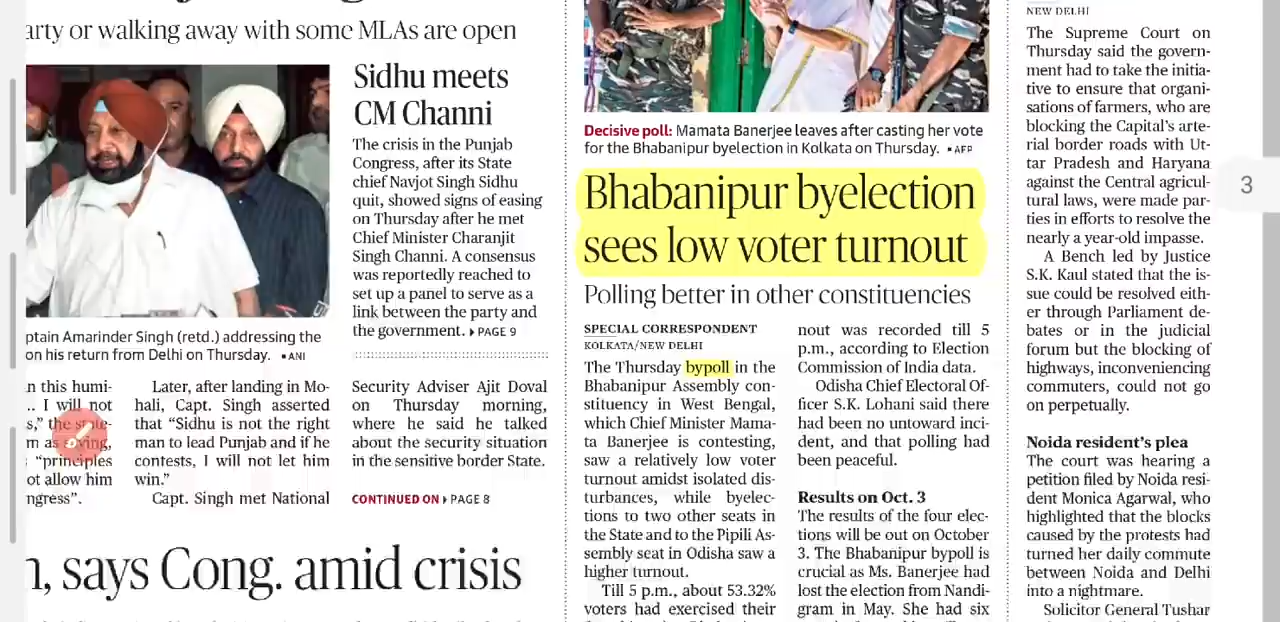 arty or walking away with some MLAs are open
ptain Amarinder Singh (retd.) addressing the
on his return from Delhi on Thursday. ▪ANI
n this humi-
.. I will not
m as
"principles
ot allow him
ngress".
Later, after landing in Mo-
hali, Capt. Singh asserted
that "Sidhu is not the right
man to lead Punjab and if he
contests, I will not let him
win."
Capt. Singh met National
Sidhu meets
CM Channi
The crisis in the Punjab
Congress, after its State
chief Navjot Singh Sidhu
quit, showed signs of easing
on Thursday after he met
Chief Minister Charanjit
Singh Channi. A consensus
was reportedly reached to
set up a panel to serve as a
link between the party and
the government. ▸PAGE 9
Security Adviser Ajit Doval
on Thursday morning,
where he said he talked
about the security situation
in the sensitive border State.
CONTINUED ON ▸ PAGE 8
n, says Cong. amid crisis
Decisive poll: Mamata Banerjee leaves after casting her vote
for the Bhabanipur byelection in Kolkata on Thursday. ▪AFP
Bhabanipur byelection
sees low voter turnout
Polling better in other constituencies
SPECIAL CORRESPONDENT
KOLKATA/NEW DELHI
The Thursday bypoll in the
Bhabanipur Assembly con-
stituency in West Bengal,
which Chief Minister Mama-
ta Banerjee is contesting,
saw a relatively low voter
turnout amidst isolated dis-
turbances, while byelec-
tions to two other seats in
the State and to the Pipili As-
sembly seat in Odisha saw a
higher turnout.
Till 5 p.m., about 53.32%
voters had exercised their
nout was recorded till 5
p.m., according to Election
Commission of India data.
Odisha Chief Electoral Of-
ficer S.K. Lohani said there
had been no untoward inci-
dent, and that polling had
been peaceful.
Results on Oct. 3
The results of the four elec-
tions will be out on October
3. The Bhabanipur bypoll is
crucial as Ms. Banerjee had
lost the election from Nandi-
gram in May. She had six
NEW DELHI
The Supreme Court on
Thursday said the govern-
ment had to take the initia-
tive to ensure that organi-
sations of farmers, who are
blocking the Capital's arte-
rial border roads with Ut-
tar Pradesh and Haryana
against the Central agricul-
tural laws, were made par-
ties in efforts to resolve the
nearly a year-old impasse.
A Bench led by Justice
S.K. Kaul stated that the is-
sue could be resolved eith-
er through Parliament de-
bates or in the judicial
forum but the blocking of
highways, inconveniencing
commuters, could not go
on perpetually.
Noida resident's plea
The court was hearing a
petition filed by Noida resi-
dent Monica Agarwal, who
highlighted that the blocks
caused by the protests had
turned her daily commute
between Noida and Delhi
into a nightmare.
Solicitor General Tushar
3